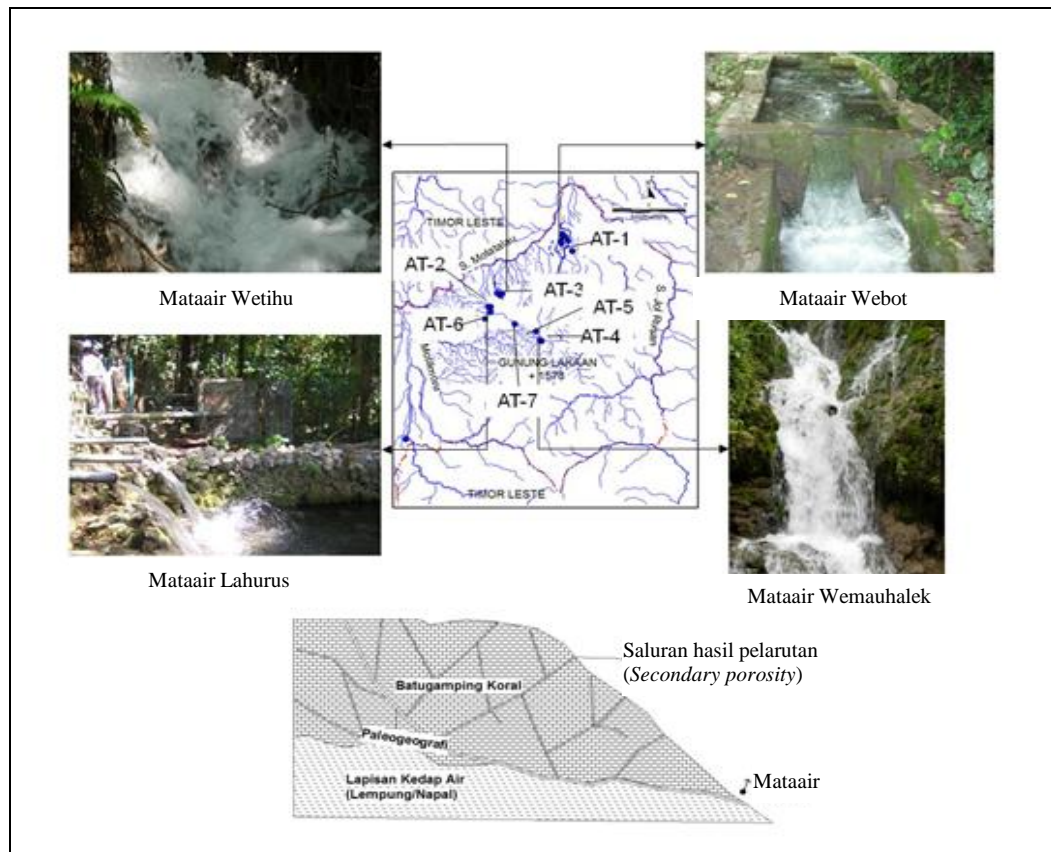 TIMOR LESTE
AT-1
AT-2
AT-3
AT-5
AT-6
AT-4
GUNUNG LAKAAN
+ 1578
AT-7
TIMOR LESTE
Mataair Wetihu
Mataair Webot
Mataair Lahurus
Mataair Wemauhalek
Saluran hasil pelarutan
(Secondary porosity)
Batugamping Koral
Paleogeografi
Lapisan Kedap Air
(Lempung/Napal)
Mataair